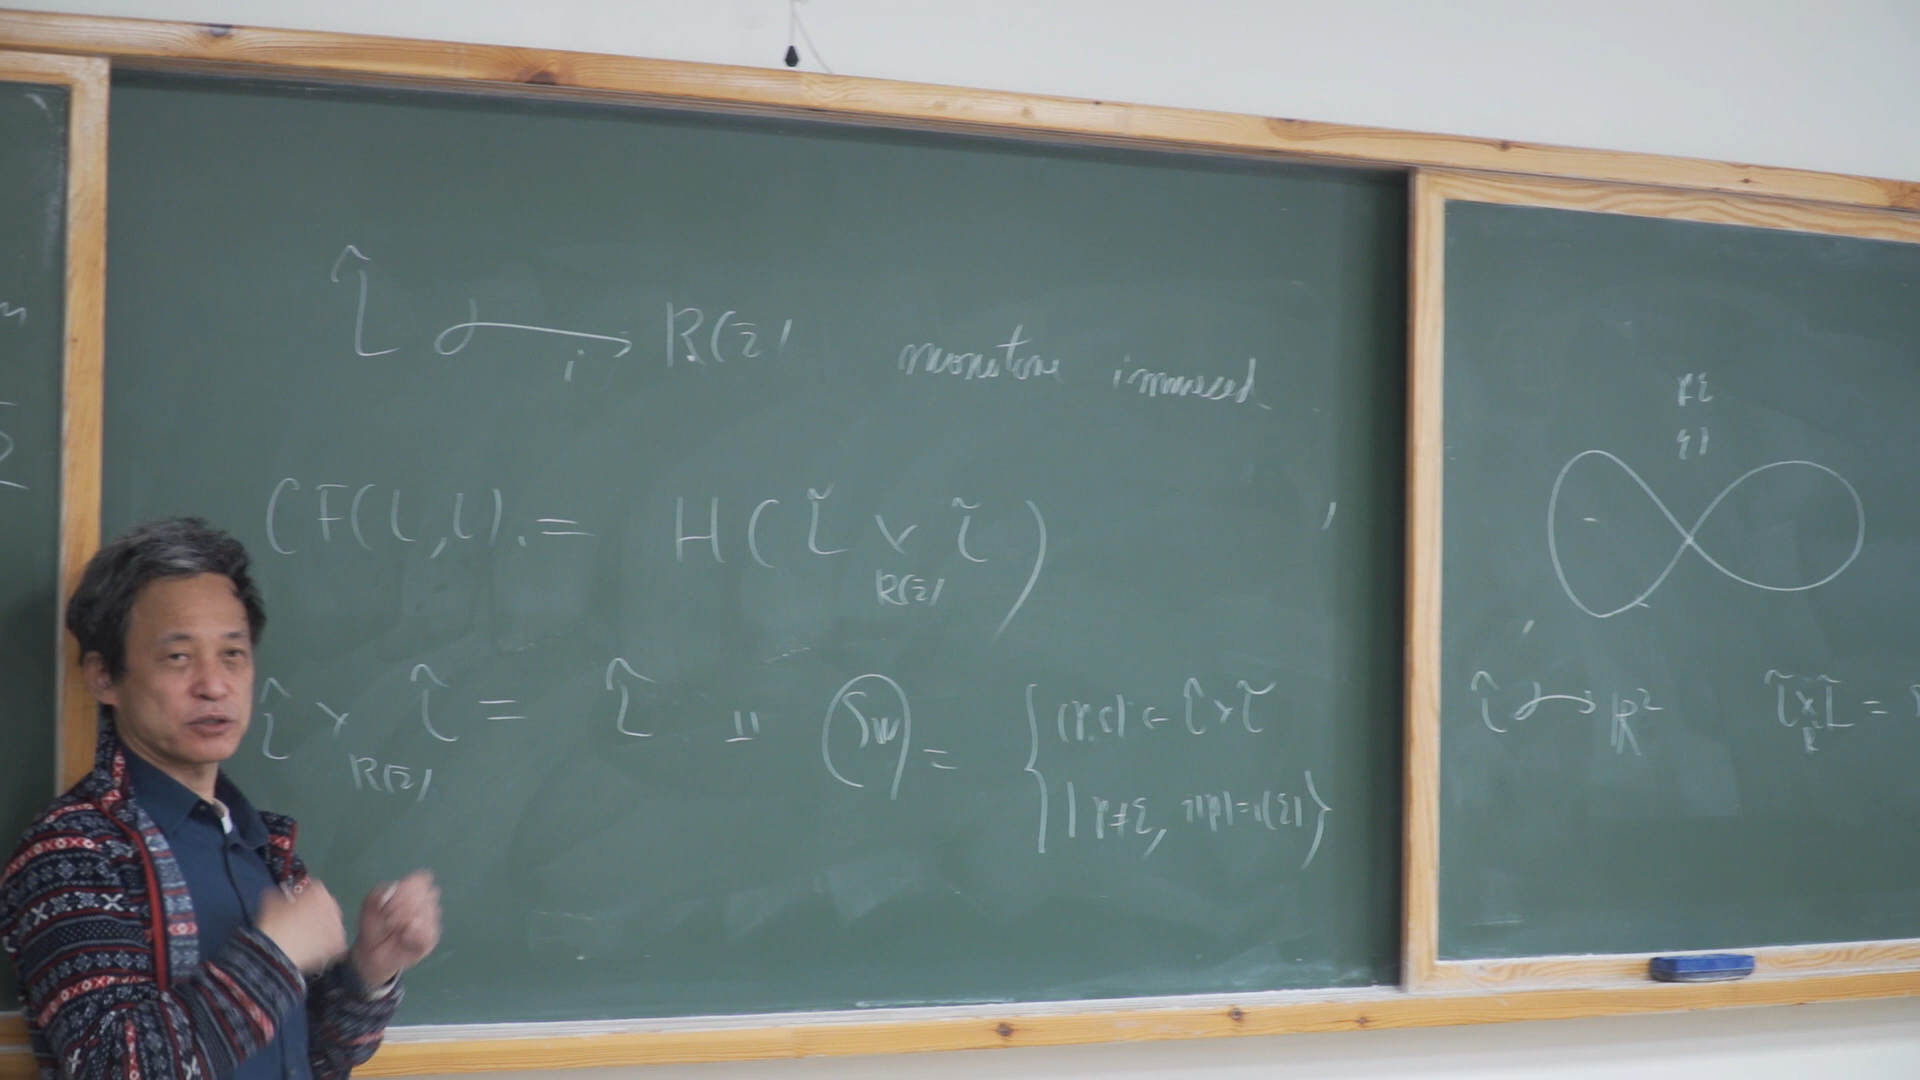 L̃ ↬ R(Σ) monotone immersed
i
CF(L,L). = H(L̃ × L̃)
R(Σ)
L̃ × L̃ = L̃ ⨿ Sw = { (p,q) ∈ L̃×L̃
R(Σ)
| p≠q, i(p)=i(q)}
L̃ ↬ R² L̃×L̃ =